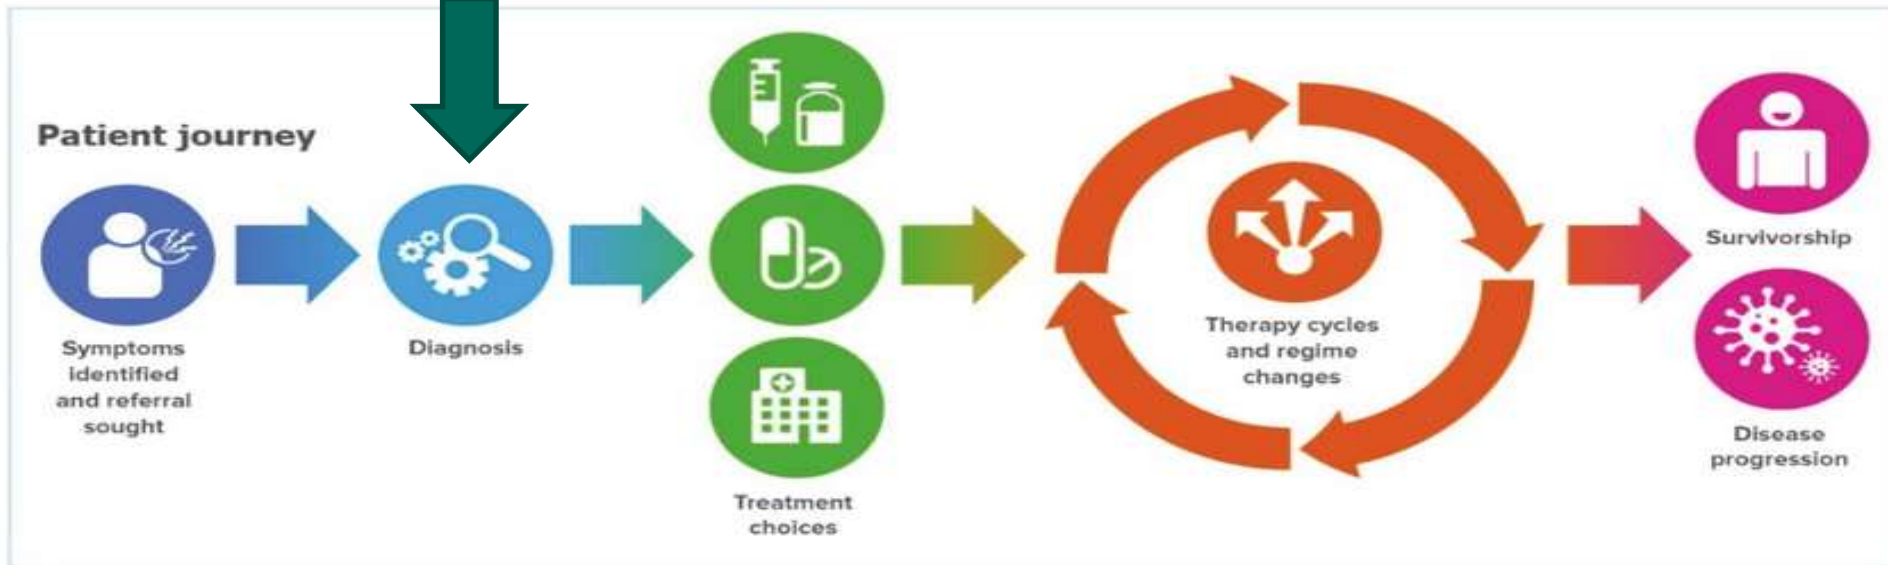 Patient journey
Symptoms
identified
and referral
sought
Diagnosis
Treatment
choices
Therapy cycles
and regime
changes
Survivorship
Disease
progression